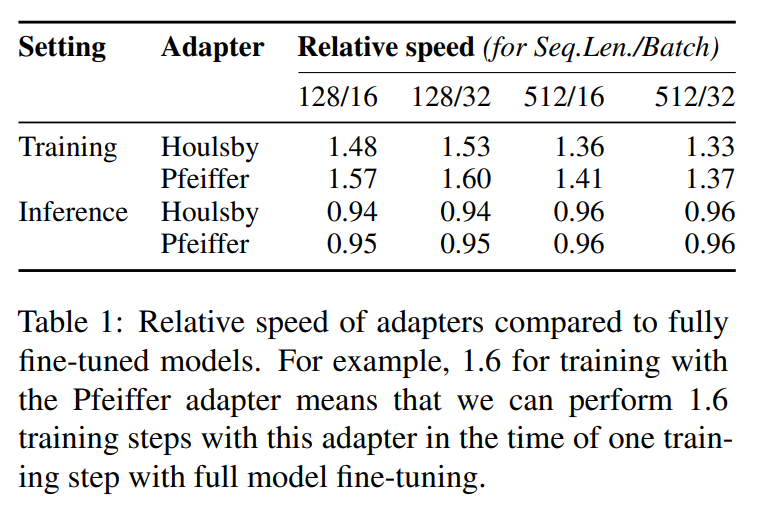 Setting Adapter Relative speed (for Seq.Len./Batch)
128/16 128/32 512/16 512/32
Training Houlsby 1.48 1.53 1.36 1.33
Pfeiffer 1.57 1.60 1.41 1.37
Inference Houlsby 0.94 0.94 0.96 0.96
Pfeiffer 0.95 0.95 0.96 0.96
Table 1: Relative speed of adapters compared to fully
fine-tuned models. For example, 1.6 for training with
the Pfeiffer adapter means that we can perform 1.6
training steps with this adapter in the time of one train-
ing step with full model fine-tuning.